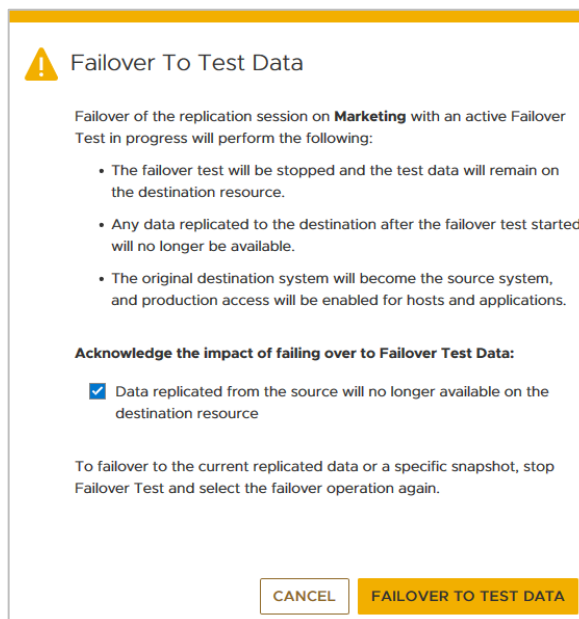 Failover To Test Data
Failover of the replication session on Marketing with an active Failover
Test in progress will perform the following:
• The failover test will be stopped and the test data will remain on
the destination resource.
• Any data replicated to the destination after the failover test started
will no longer be available.
• The original destination system will become the source system,
and production access will be enabled for hosts and applications.
Acknowledge the impact of failing over to Failover Test Data:
Data replicated from the source will no longer available on the
destination resource
To failover to the current replicated data or a specific snapshot, stop
Failover Test and select the failover operation again.
CANCEL FAILOVER TO TEST DATA